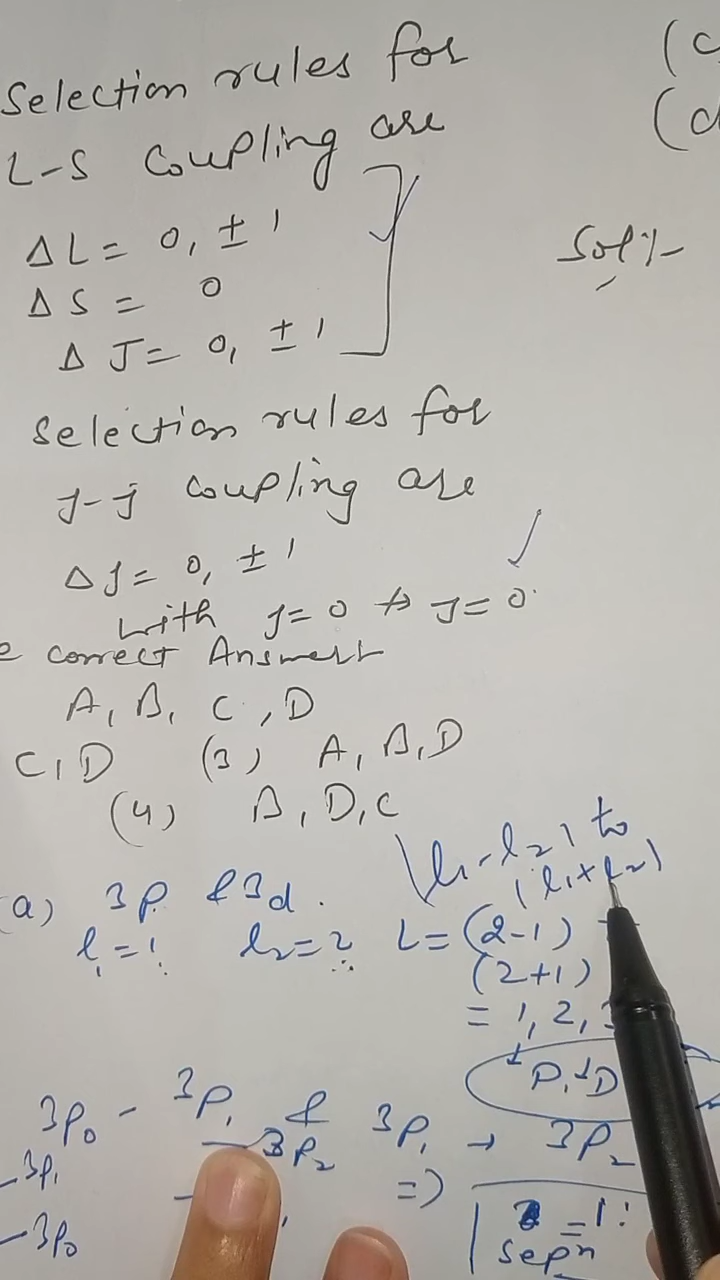 Selection rules for
L-S Coupling are
ΔL = 0, ± 1
ΔS = 0
ΔJ = 0, ± 1
Selection rules for
J-j coupling are
ΔJ = 0, ± 1
with J=0 ↛ J=0
(c
(d
Sol:-
correct Answer
A, B, C, D
C, D (3) A, B, D
(4) B, D, C
(a) 3p & 3d. |l₁-l₂| to
|l₁+l₂|
l₁=1 l₂=2 L = (2-1)
(2+1)
= 1, 2,
P, D
3P₀ - 3P₁ & 3P₁ → 3P₂
3P₂
3P₁ =>
3P₀ = 1:
sepn